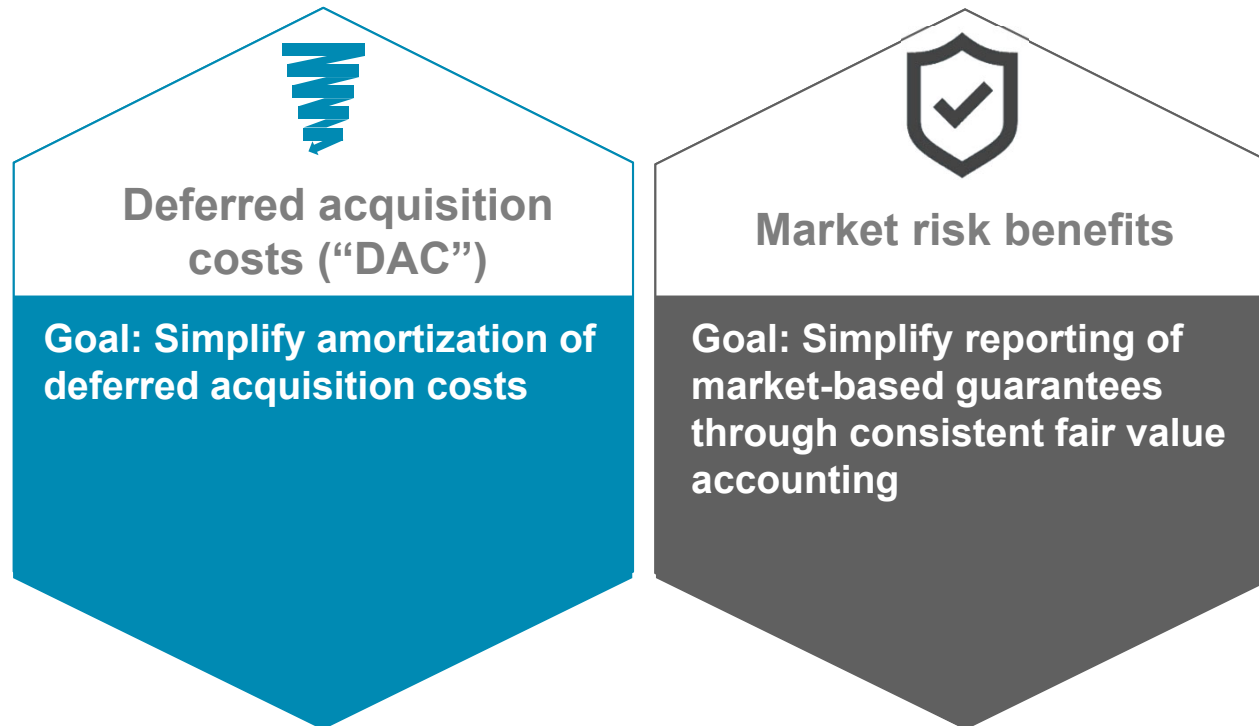 Deferred acquisition
costs (“DAC”)
Goal: Simplify amortization of
deferred acquisition costs
Market risk benefits
Goal: Simplify reporting of
market-based guarantees
through consistent fair value
accounting